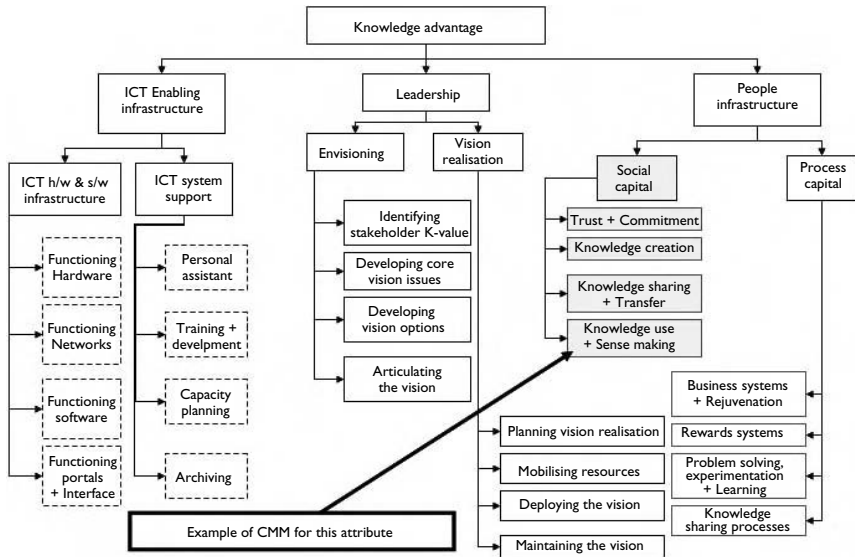 Knowledge advantage
ICT Enabling
infrastructure
Leadership
People
infrastructure
Envisioning
Vision
realisation
Social
capital
Process
capital
ICT h/w & s/w
infrastructure
ICT system
support
Functioning
Hardware
Functioning
Networks
Functioning
software
Functioning
portals
+ Interface
Personal
assistant
Training +
develpment
Capacity
planning
Archiving
Identifying
stakeholder K-value
Developing core
vision issues
Developing
vision options
Articulating
the vision
Planning vision realisation
Mobilising resources
Deploying the vision
Maintaining the vision
Trust + Commitment
Knowledge creation
Knowledge sharing
+ Transfer
Knowledge use
+ Sense making
Business systems
+ Rejuvenation
Rewards systems
Problem solving,
experimentation
+ Learning
Knowledge
sharing processes
Example of CMM for this attribute